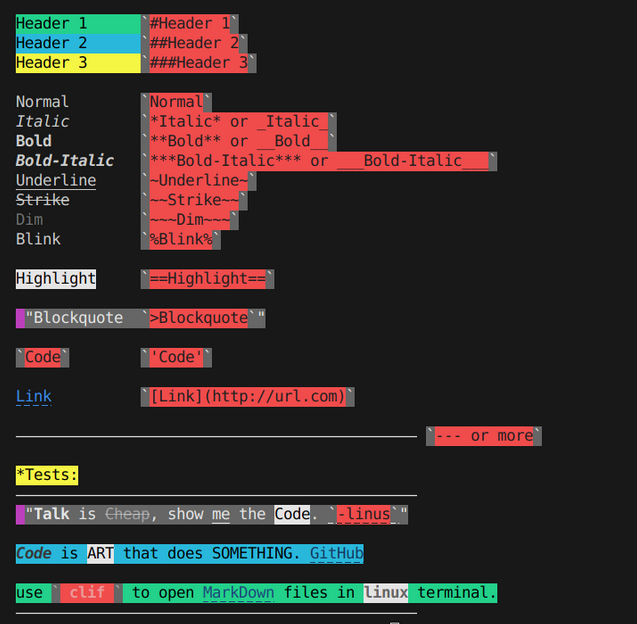 Header 1 `#Header 1`
Header 2 `##Header 2`
Header 3 `###Header 3`
Normal `Normal`
Italic `*Italic* or _Italic_`
Bold `**Bold** or __Bold__`
Bold-Italic `***Bold-Italic*** or ___Bold-Italic___`
Underline `~Underline~`
Strike `~~Strike~~`
Dim `~~~Dim~~~`
Blink `%Blink%`
Highlight `==Highlight==`
"Blockquote `>Blockquote`"
`Code` `'Code'`
Link `[Link](http://url.com)`
`--- or more`
*Tests:
"Talk is Cheap, show me the Code. `-linus`"
Code is ART that does SOMETHING. GitHub
use ` clif ` to open MarkDown files in linux terminal.